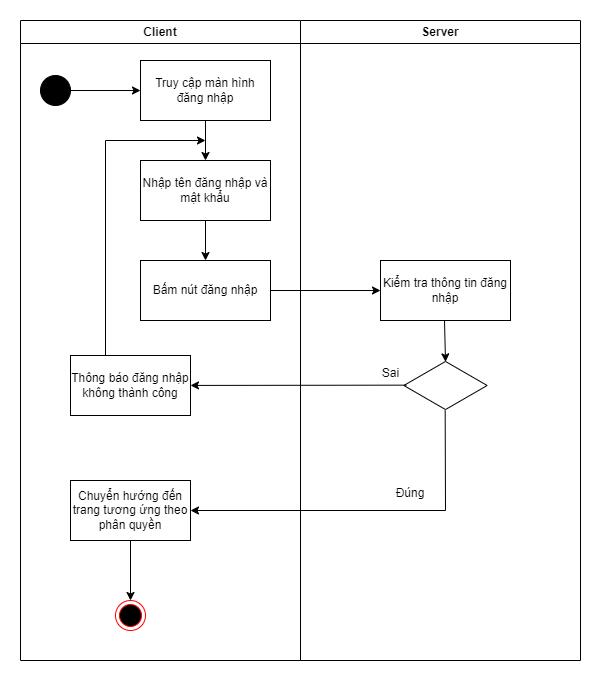 Client
Server
Truy cập màn hình
đăng nhập
Nhập tên đăng nhập và
mật khẩu
Bấm nút đăng nhập
Kiểm tra thông tin đăng
nhập
Sai
Thông báo đăng nhập
không thành công
Đúng
Chuyển hướng đến
trang tương ứng theo
phân quyền